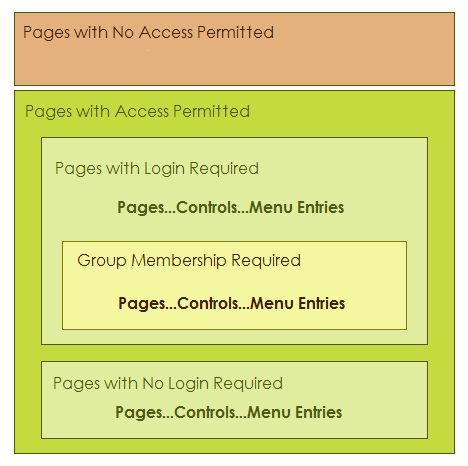 Pages with No Access Permitted
Pages with Access Permitted
Pages with Login Required
Pages...Controls...Menu Entries
Group Membership Required
Pages...Controls...Menu Entries
Pages with No Login Required
Pages...Controls...Menu Entries